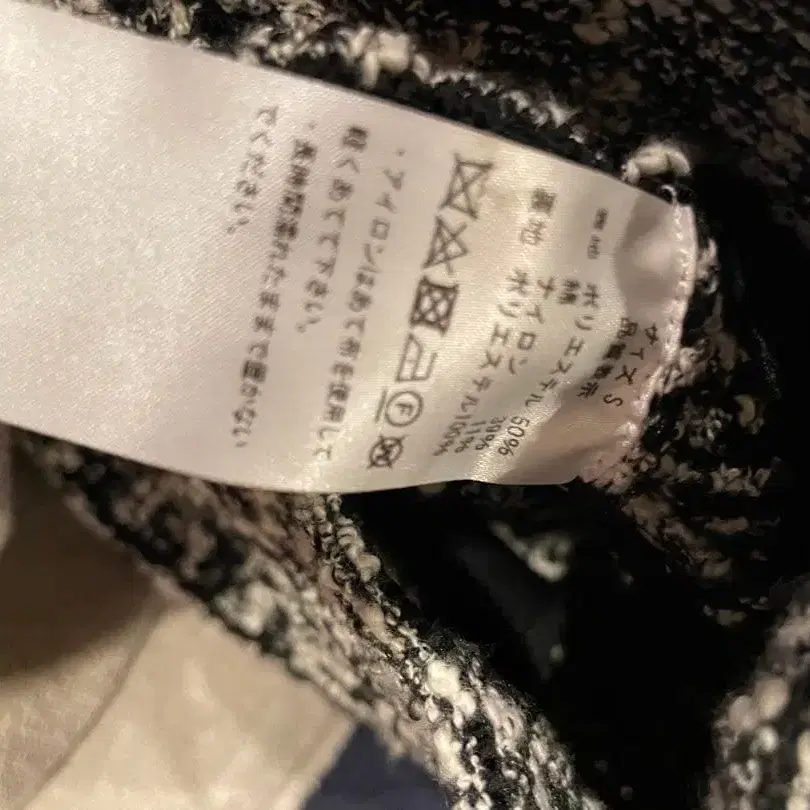 サイズ S
品質表示
表地 ポリエステル 50%
綿 39%
ナイロン 11%
裏地 ポリエステル100%
F
・アイロンはあて布を使用して
軽くあてて下さい。
・長時間濡れたままで置かない
でください。